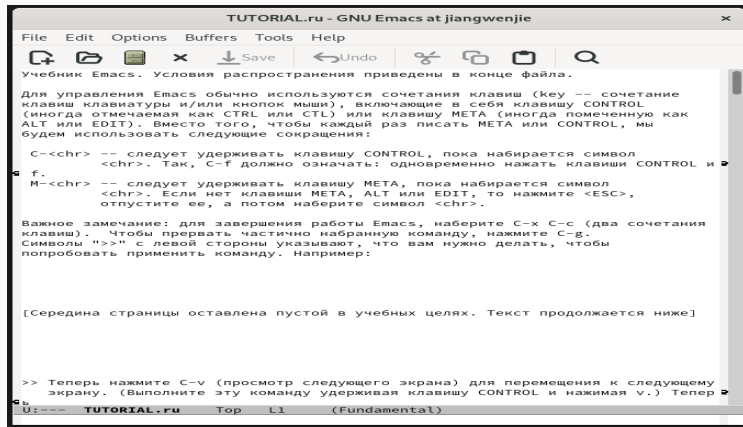 TUTORIAL.ru - GNU Emacs at jiangwenjie
File Edit Options Buffers Tools Help
Save Undo
Учебник Emacs. Условия распространения приведены в конце файла.
Для управления Emacs обычно используются сочетания клавиш (key -- сочетание
клавиш клавиатуры и/или кнопок мыши), включающие в себя клавишу CONTROL
(иногда отмечаемая как CTRL или CTL) или клавишу META (иногда помеченную как
ALT или EDIT). Вместо того, чтобы каждый раз писать META или CONTROL, мы
будем использовать следующие сокращения:
C-<chr> -- следует удерживать клавишу CONTROL, пока набирается символ
<chr>. Так, C-f должно означать: одновременно нажать клавиши CONTROL и
f.
M-<chr> -- следует удерживать клавишу META, пока набирается символ
<chr>. Если нет клавиши META, ALT или EDIT, то нажмите <ESC>,
отпустите ее, а потом наберите символ <chr>.
Важное замечание: для завершения работы Emacs, наберите C-x C-c (два сочетания
клавиш). Чтобы прервать частично набранную команду, нажмите C-g.
Символы ">>" с левой стороны указывают, что вам нужно делать, чтобы
попробовать применить команду. Например:
[Середина страницы оставлена пустой в учебных целях. Текст продолжается ниже]
>> Теперь нажмите C-v (просмотр следующего экрана) для перемещения к следующему
экрану. (Выполните эту команду удерживая клавишу CONTROL и нажимая v.) Тепер
ь
U:--- TUTORIAL.ru Top L1 (Fundamental)